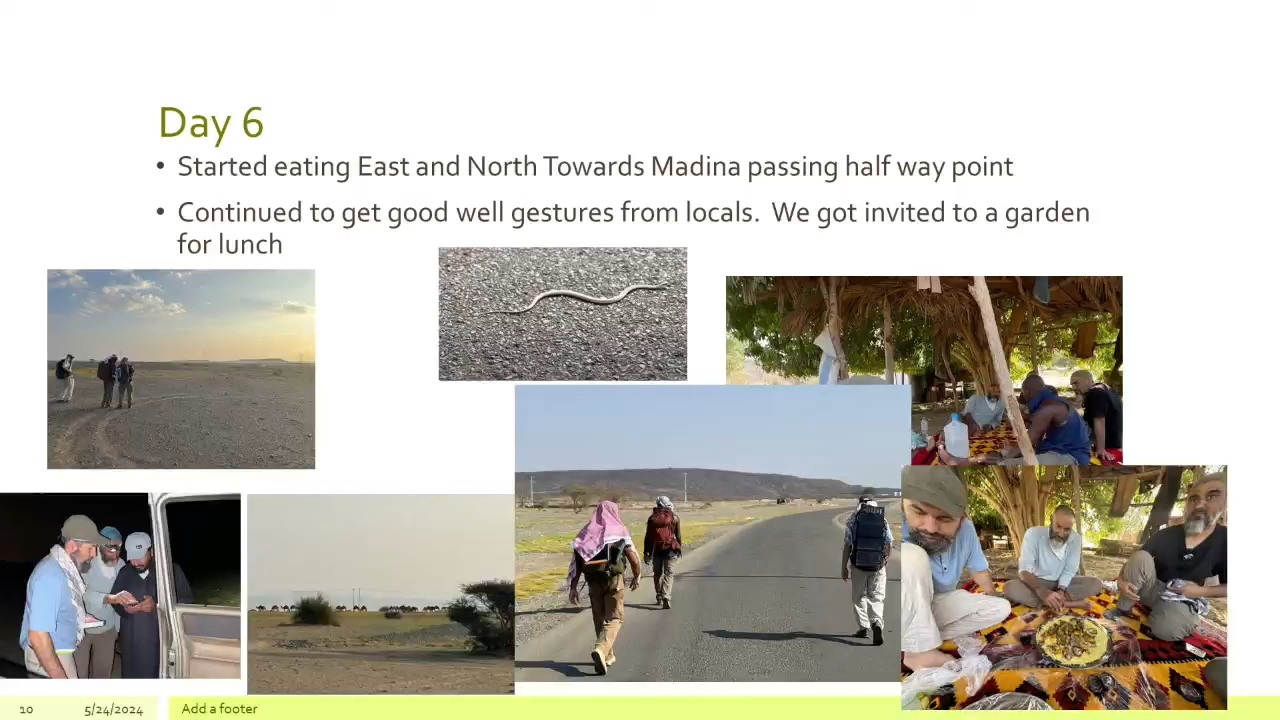 Day 6
• Started eating East and North Towards Madina passing half way point
• Continued to get good well gestures from locals.  We got invited to a garden
for lunch
10 5/24/2024 Add a footer